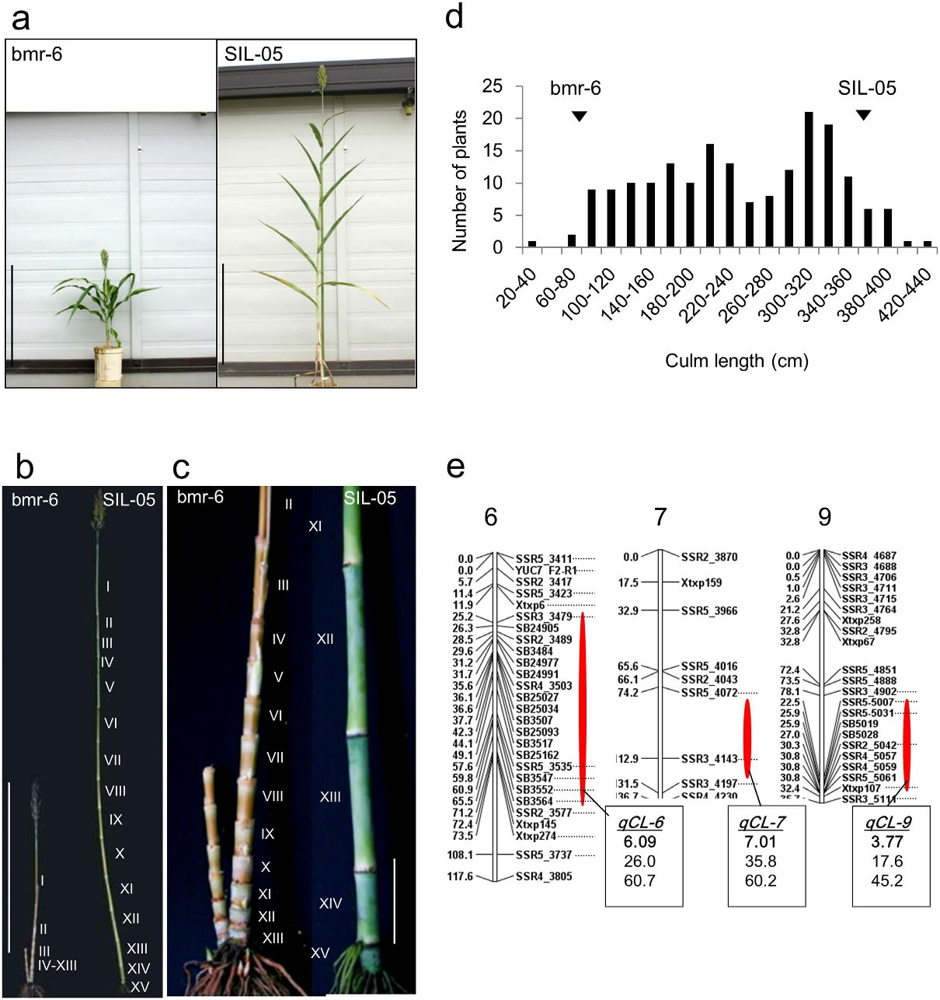 a
bmr-6
SIL-05
d
25
20
15
10
5
0
Number of plants
bmr-6
SIL-05
20-40
60-80
100-120
140-160
180-200
220-240
260-280
300-320
340-360
380-400
420-440
Culm length (cm)
b
bmr-6
SIL-05
I
II
III
IV
V
VI
VII
VIII
IX
X
XI
XII
XIII
XIV
XV
I
II
III
IV-XIII
c
bmr-6
SIL-05
II
III
IV
V
VI
VII
VIII
IX
X
XI
XII
XIII
XI
XII
XIII
XIV
XV
e
6
0.0 SSR5_3411
0.0 YUC7_F2-R1
5.7 SSR2_3417
11.4 SSR5_3423
11.9 Xtxp6
25.2 SSR3_3479
26.3 SB24905
28.5 SSR2_3489
29.6 SB3484
31.2 SB24977
31.7 SB24991
35.6 SSR4_3503
36.1 SB25027
36.6 SB25034
37.7 SB3507
42.3 SB25093
44.1 SB3517
49.1 SB25162
57.6 SSR5_3535
59.8 SB3547
60.9 SB3552
65.5 SB3564
71.2 SSR2_3577
72.4 Xtxp145
73.5 Xtxp274
108.1 SSR5_3737
117.6 SSR4_3805
qCL-6
6.09
26.0
60.7
7
0.0 SSR2_3870
17.5 Xtxp159
32.9 SSR5_3966
65.6 SSR5_4016
66.1 SSR2_4043
74.2 SSR5_4072
12.9 SSR3_4143
31.5 SSR3_4197
36.7 SSR4_4230
qCL-7
7.01
35.8
60.2
9
0.0 SSR4_4687
0.0 SSR3_4688
0.5 SSR3_4706
1.0 SSR3_4711
2.6 SSR3_4715
21.2 SSR3_4764
27.6 Xtxp258
32.8 SSR2_4795
32.8 Xtxp67
72.4 SSR5_4851
73.5 SSR5_4888
78.1 SSR3_4902
22.5 SSR5-5007
25.9 SSR5-5031
25.9 SB5019
27.0 SB5028
30.3 SSR2_5042
30.8 SSR4_5057
30.8 SSR4_5059
30.8 SSR5_5061
32.4 Xtxp107
35.7 SSR3_5111
qCL-9
3.77
17.6
45.2